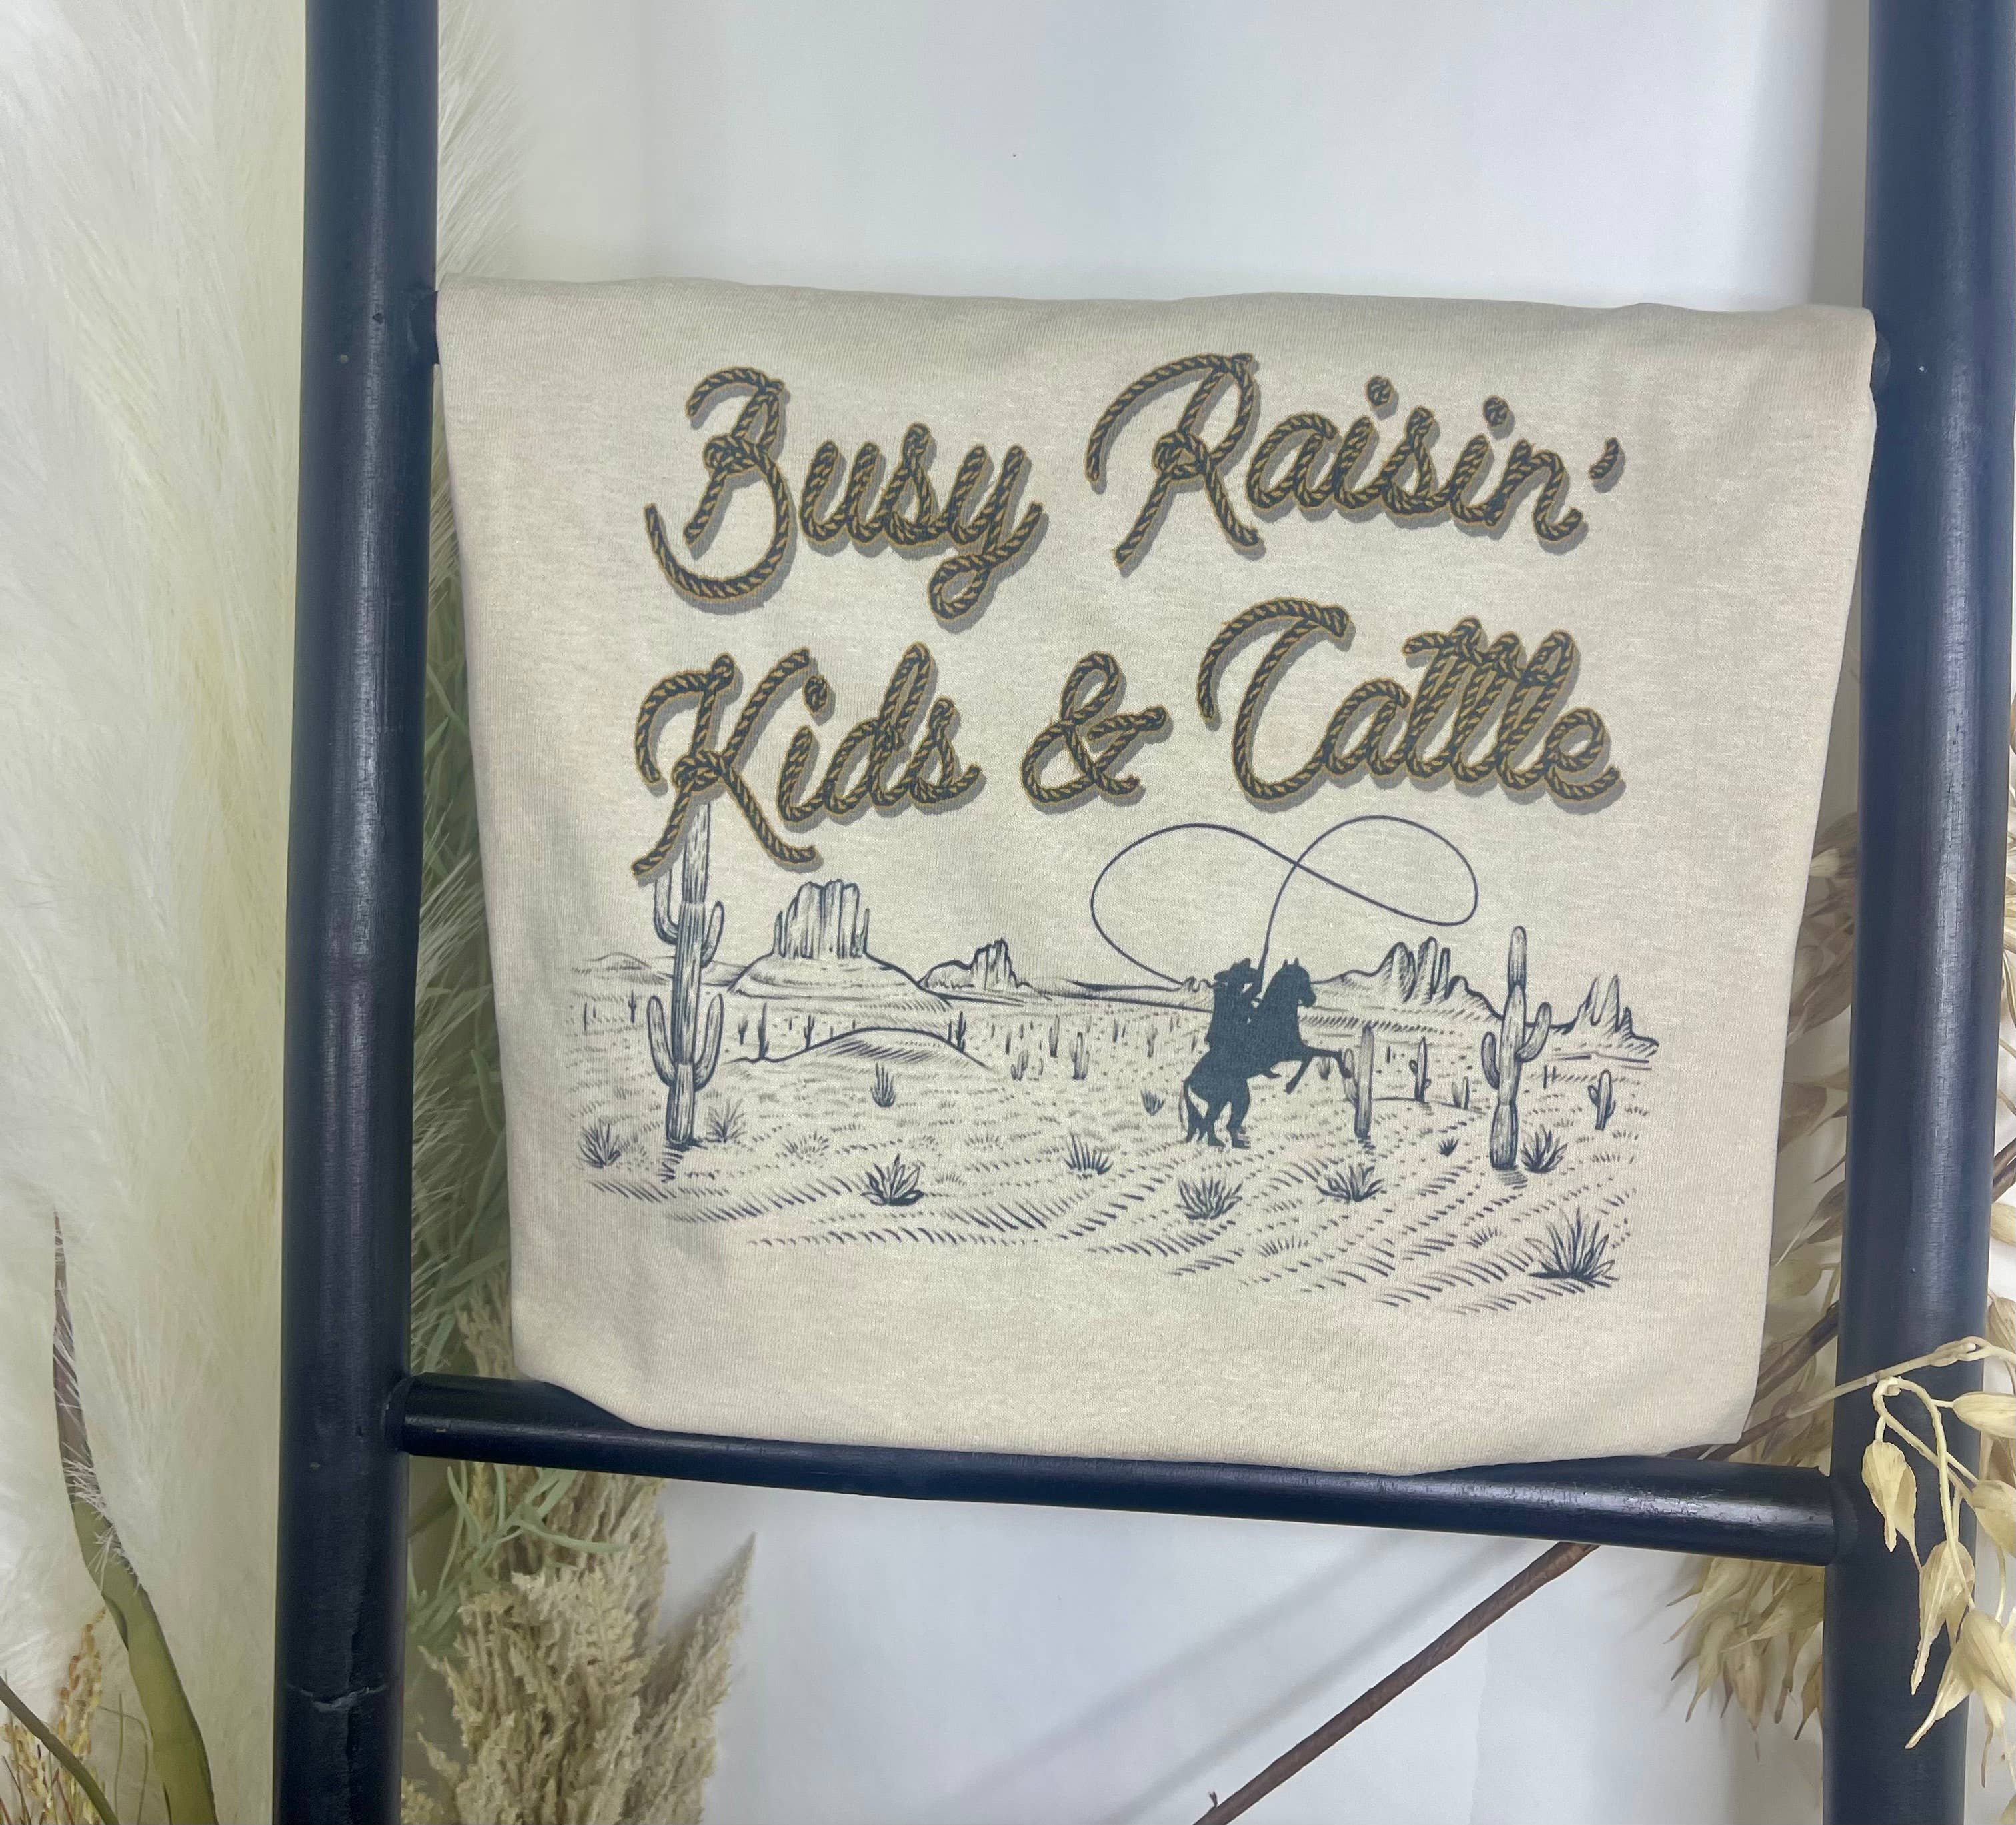 Busy Raisin'
Kids & Cattle